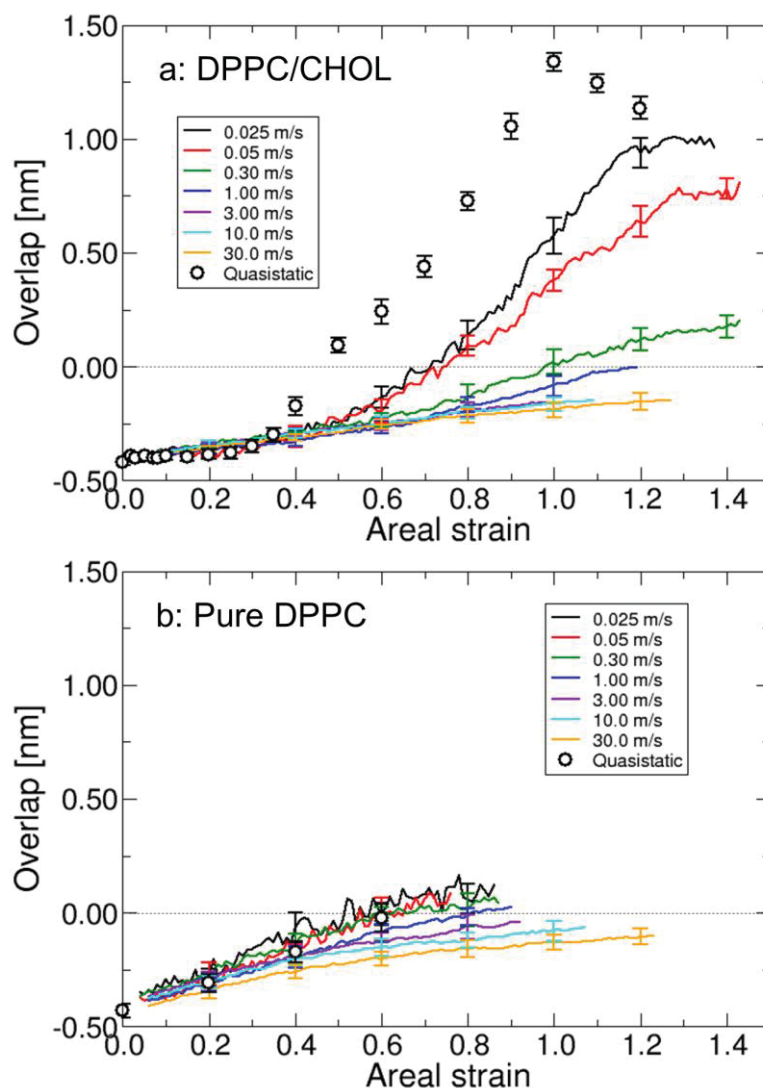 1.50
a: DPPC/CHOL
0.025 m/s
0.05 m/s
0.30 m/s
1.00 m/s
3.00 m/s
10.0 m/s
30.0 m/s
Quasistatic
1.00
0.50
0.00
-0.50
Overlap [nm]
0.0 0.2 0.4 0.6 0.8 1.0 1.2 1.4
Areal strain
1.50
b: Pure DPPC
0.025 m/s
0.05 m/s
0.30 m/s
1.00 m/s
3.00 m/s
10.0 m/s
30.0 m/s
Quasistatic
1.00
0.50
0.00
-0.50
Overlap [nm]
0.0 0.2 0.4 0.6 0.8 1.0 1.2 1.4
Areal strain